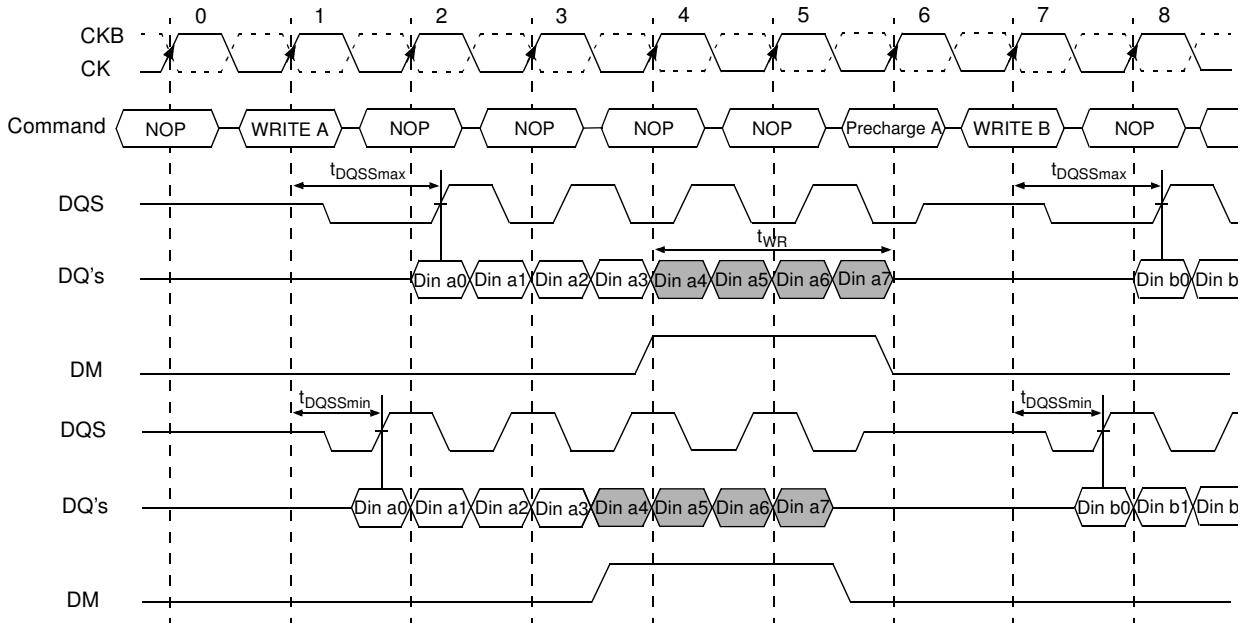 0 1 2 3 4 5 6 7 8
CKB
CK
Command NOP WRITE A NOP NOP NOP NOP Precharge A WRITE B NOP
tDQSSmax tDQSSmax
DQS
tWR
DQ's Din a0 Din a1 Din a2 Din a3 Din a4 Din a5 Din a6 Din a7 Din b0 Din b
DM
tDQSSmin tDQSSmin
DQS
DQ's Din a0 Din a1 Din a2 Din a3 Din a4 Din a5 Din a6 Din a7 Din b0 Din b1 Din b
DM